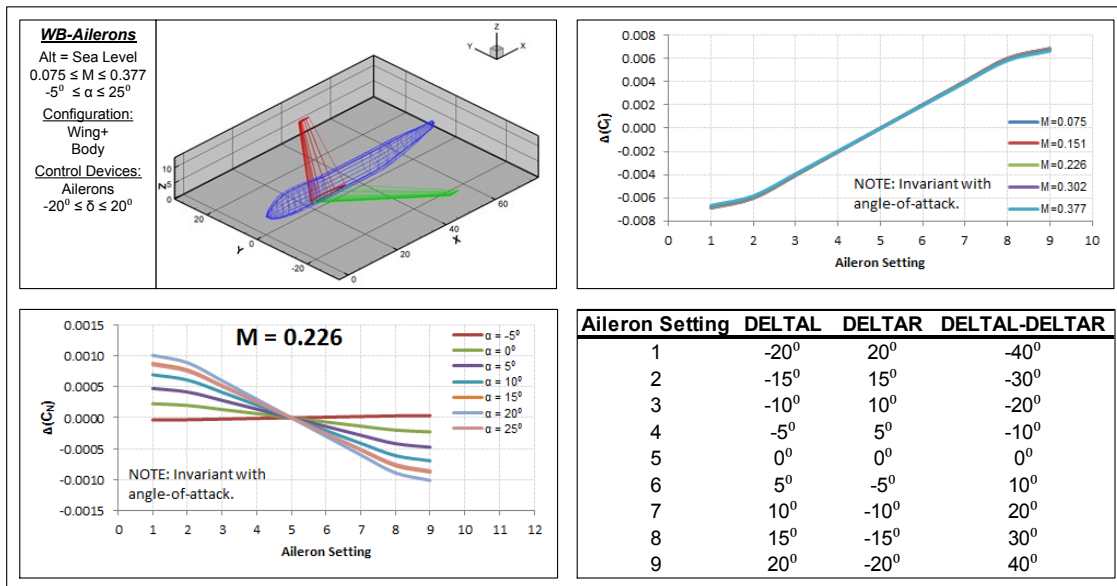 WB-Ailerons
Alt = Sea Level
0.075 ≤ M ≤ 0.377
-5⁰ ≤ α ≤ 25⁰
Configuration:
Wing+
Body
Control Devices:
Ailerons
-20⁰ ≤ δ ≤ 20⁰
Z
Y
X
10
5
0
Z
20
0
-20
Y
0
20
40
60
X
0.008
0.006
0.004
0.002
0.000
-0.002
-0.004
-0.006
-0.008
Δ(Cₗ)
M=0.075
M=0.151
M=0.226
M=0.302
M=0.377
NOTE: Invariant with
angle-of-attack.
0 1 2 3 4 5 6 7 8 9 10
Aileron Setting
M = 0.226
0.0015
0.0010
0.0005
0.0000
-0.0005
-0.0010
-0.0015
Δ(C_N)
α = -5⁰
α = 0⁰
α = 5⁰
α = 10⁰
α = 15⁰
α = 20⁰
α = 25⁰
NOTE: Invariant with
angle-of-attack.
0 1 2 3 4 5 6 7 8 9 10 11 12
Aileron Setting
Aileron Setting DELTAL DELTAR DELTAL-DELTAR
1 -20⁰ 20⁰ -40⁰
2 -15⁰ 15⁰ -30⁰
3 -10⁰ 10⁰ -20⁰
4 -5⁰ 5⁰ -10⁰
5 0⁰ 0⁰ 0⁰
6 5⁰ -5⁰ 10⁰
7 10⁰ -10⁰ 20⁰
8 15⁰ -15⁰ 30⁰
9 20⁰ -20⁰ 40⁰